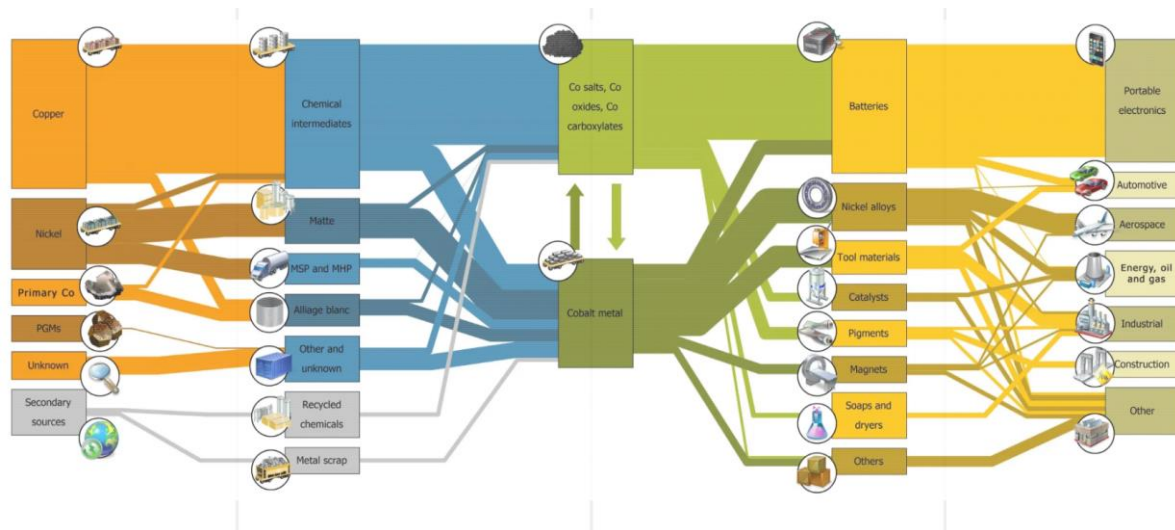 Copper
Nickel
Primary Co
PGMs
Unknown
Secondary
sources
Chemical
intermediates
Matte
MSP and MHP
Alliage blanc
Other and
unknown
Recycled
chemicals
Metal scrap
Co salts, Co
oxides, Co
carboxylates
Cobalt metal
Batteries
Nickel alloys
Tool materials
Catalysts
Pigments
Magnets
Soaps and
dryers
Others
Portable
electronics
Automotive
Aerospace
Energy, oil
and gas
Industrial
Construction
Other